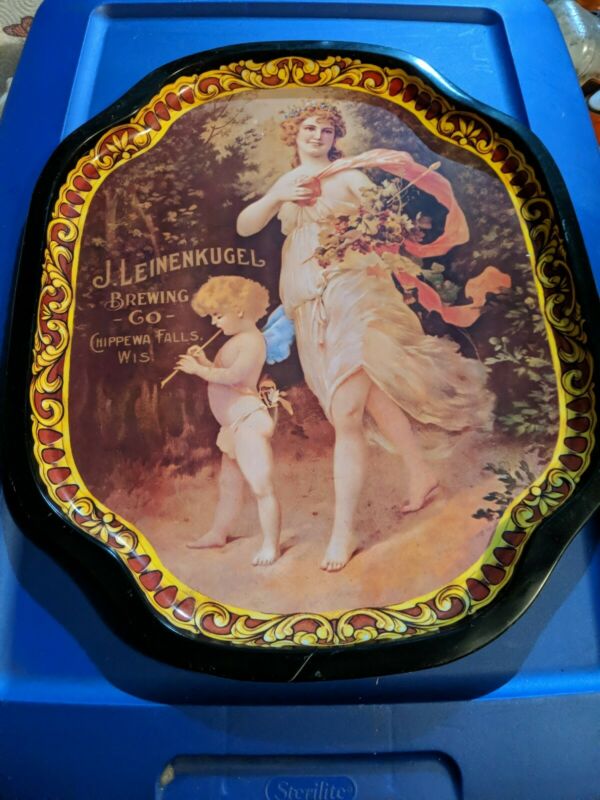 J. LEINENKUGEL
BREWING
-CO-
CHIPPEWA FALLS,
WIS.
Sterilite®